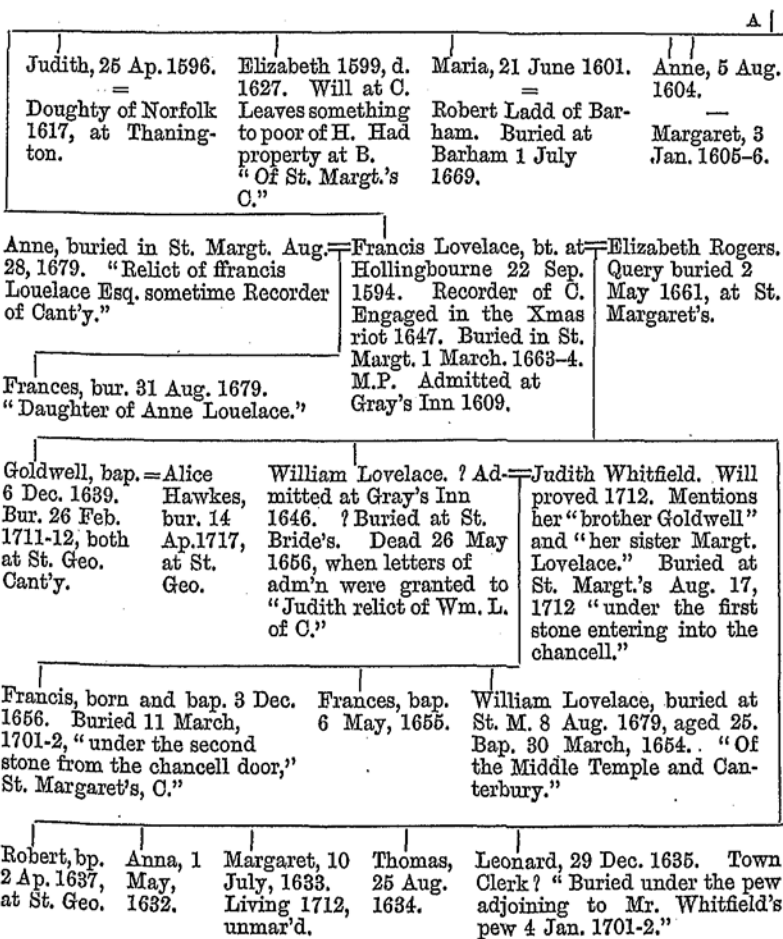 A
Judith, 25 Ap. 1596.
=
Doughty of Norfolk
1617, at Thaning-
ton.
Elizabeth 1599, d.
1627. Will at C.
Leaves something
to poor of H. Had
property at B.
"Of St. Margt.'s
C."
Maria, 21 June 1601.
=
Robert Ladd of Bar-
ham. Buried at
Barham 1 July
1669.
Anne, 5 Aug.
1604.
—
Margaret, 3
Jan. 1605-6.
Anne, buried in St. Margt. Aug.
28, 1679. "Relict of ffrancis
Louelace Esq. sometime Recorder
of Cant'y."
=
Francis Lovelace, bt. at
Hollingbourne 22 Sep.
1594. Recorder of C.
Engaged in the Xmas
riot 1647. Buried in St.
Margt. 1 March. 1663-4.
M.P. Admitted at
Gray's Inn 1609.
=
Elizabeth Rogers.
Query buried 2
May 1661, at St.
Margaret's.
Frances, bur. 31 Aug. 1679.
"Daughter of Anne Louelace."
Goldwell, bap.
6 Dec. 1639.
Bur. 26 Feb.
1711-12, both
at St. Geo.
Cant'y.
=
Alice
Hawkes,
bur. 14
Ap.1717,
at St.
Geo.
William Lovelace. ? Ad-
mitted at Gray's Inn
1646. ? Buried at St.
Bride's. Dead 26 May
1656, when letters of
adm'n were granted to
"Judith relict of Wm. L.
of C."
=
Judith Whitfield. Will
proved 1712. Mentions
her "brother Goldwell"
and "her sister Margt.
Lovelace." Buried at
St. Margt.'s Aug. 17,
1712 "under the first
stone entering into the
chancell."
Francis, born and bap. 3 Dec.
1656. Buried 11 March,
1701-2, "under the second
stone from the chancell door,"
St. Margaret's, C."
Frances, bap.
6 May, 1655.
William Lovelace, buried at
St. M. 8 Aug. 1679, aged 25.
Bap. 30 March, 1654. . "Of
the Middle Temple and Can-
terbury."
Robert, bp.
2 Ap. 1637,
at St. Geo.
Anna, 1
May,
1632.
Margaret, 10
July, 1633.
Living 1712,
unmar'd.
Thomas,
25 Aug.
1634.
Leonard, 29 Dec. 1635. Town
Clerk? "Buried under the pew
adjoining to Mr. Whitfield's
pew 4 Jan. 1701-2."